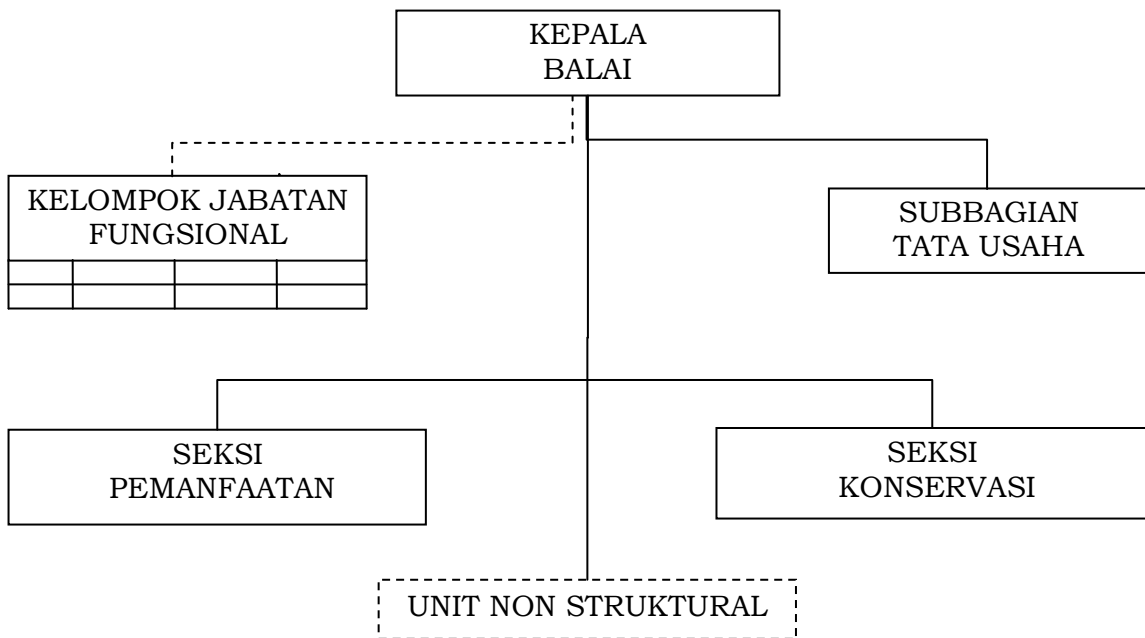 KEPALA
BALAI
KELOMPOK JABATAN
FUNGSIONAL
SUBBAGIAN
TATA USAHA
SEKSI
PEMANFAATAN
SEKSI
KONSERVASI
UNIT NON STRUKTURAL